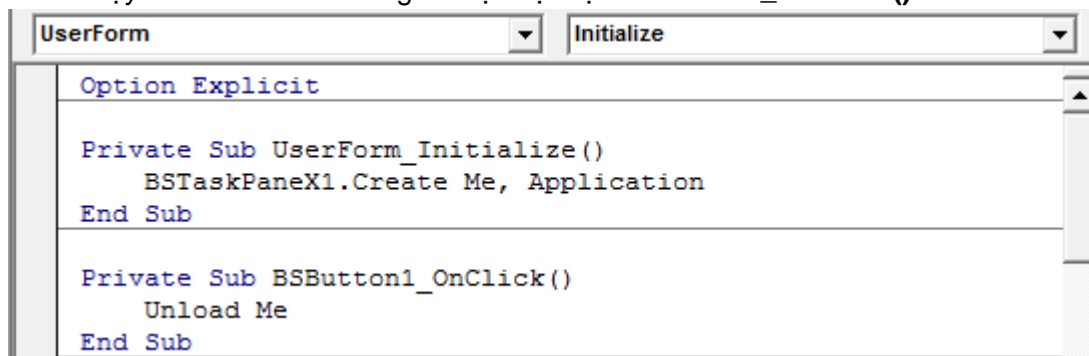 UserForm Initialize
Option Explicit
Private Sub UserForm_Initialize()
BSTaskPaneX1.Create Me, Application
End Sub
Private Sub BSButton1_OnClick()
Unload Me
End Sub